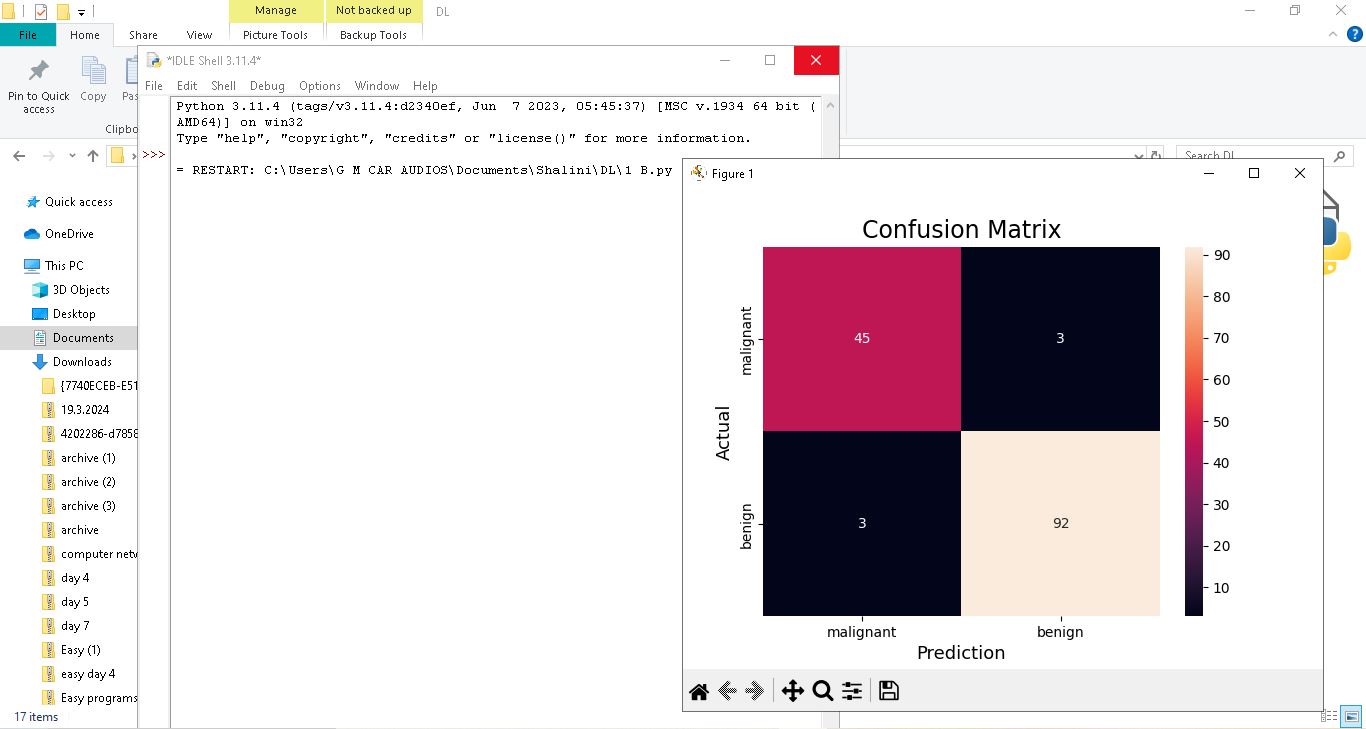 Manage
Not backed up
DL
File
Home
Share
View
Picture Tools
Backup Tools
Pin to Quick access
Copy
Clipbo
*IDLE Shell 3.11.4*
File Edit Shell Debug Options Window Help
Python 3.11.4 (tags/v3.11.4:d2340ef, Jun 7 2023, 05:45:37) [MSC v.1934 64 bit (
AMD64)] on win32
Type "help", "copyright", "credits" or "license()" for more information.
>>>
= RESTART: C:\Users\G M CAR AUDIOS\Documents\Shalini\DL\1 B.py
Search DL
Quick access
OneDrive
This PC
3D Objects
Desktop
Documents
Downloads
{7740ECEB-E51
19.3.2024
4202286-d7858
archive (1)
archive (2)
archive (3)
archive
computer netw
day 4
day 5
day 7
Easy (1)
easy day 4
Easy programs
17 items
Figure 1
Confusion Matrix
Actual
malignant
benign
45
3
3
92
malignant
benign
Prediction
90
80
70
60
50
40
30
20
10